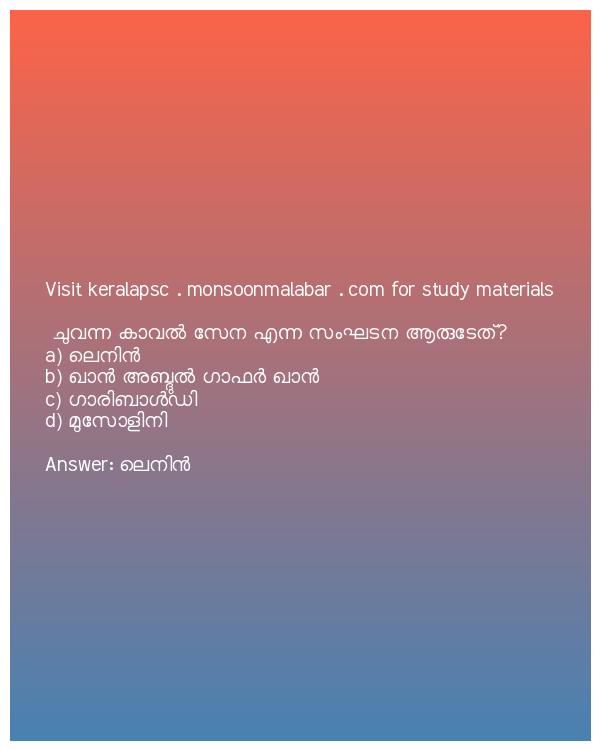 Visit keralapsc . monsoonmalabar . com for study materials
ചുവന്ന കാവൽ സേന എന്ന സംഘടന ആരുടേത്?
a) ലെനിൻ
b) ഖാൻ അബ്ദുൽ ഗാഫർ ഖാൻ
c) ഗാരിബാൾഡി
d) മുസോളിനി
Answer: ലെനിൻ